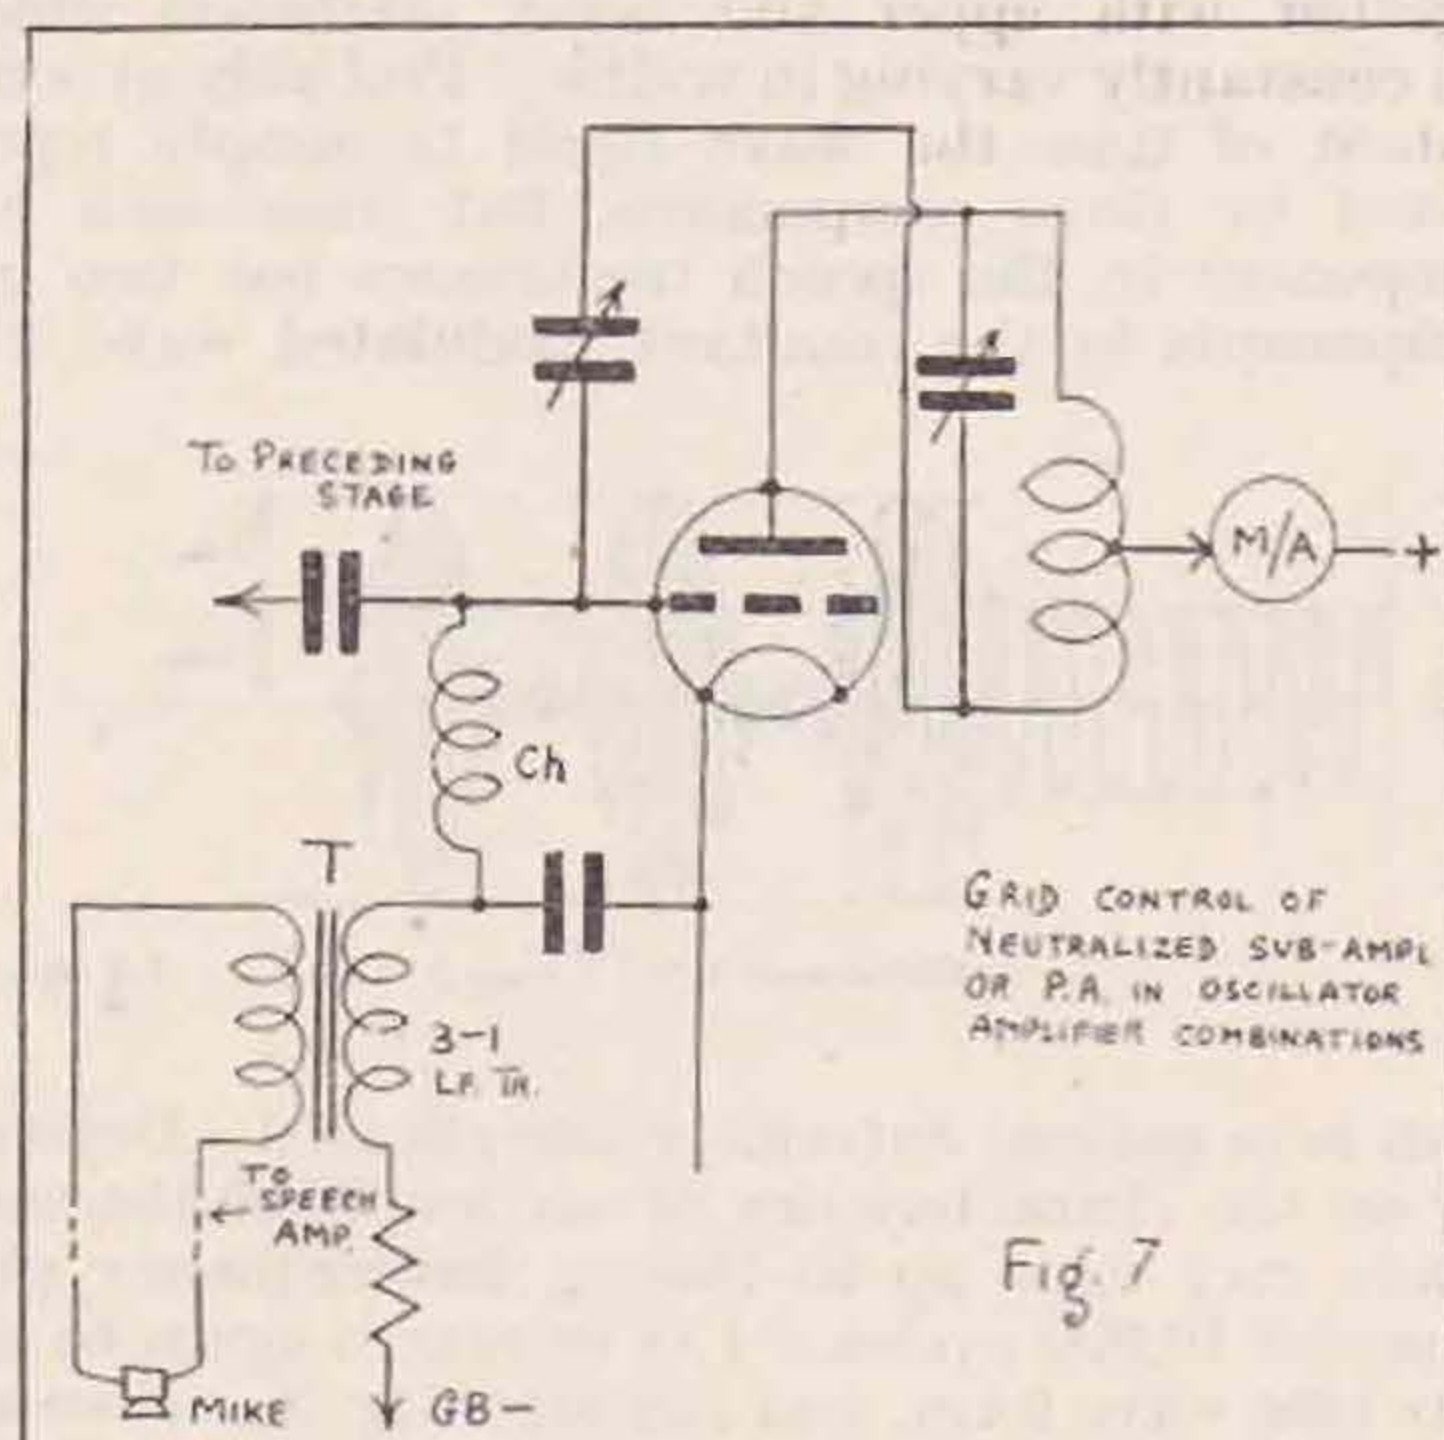 To PRECEDING
STAGE
M/A
+
Ch
T
GRID CONTROL OF
NEUTRALIZED SUB-AMPL
OR P.A. IN OSCILLATOR
AMPLIFIER COMBINATIONS
3-1
L.F. TR.
TO
SPEECH
AMP.
Fig. 7
MIKE
GB -